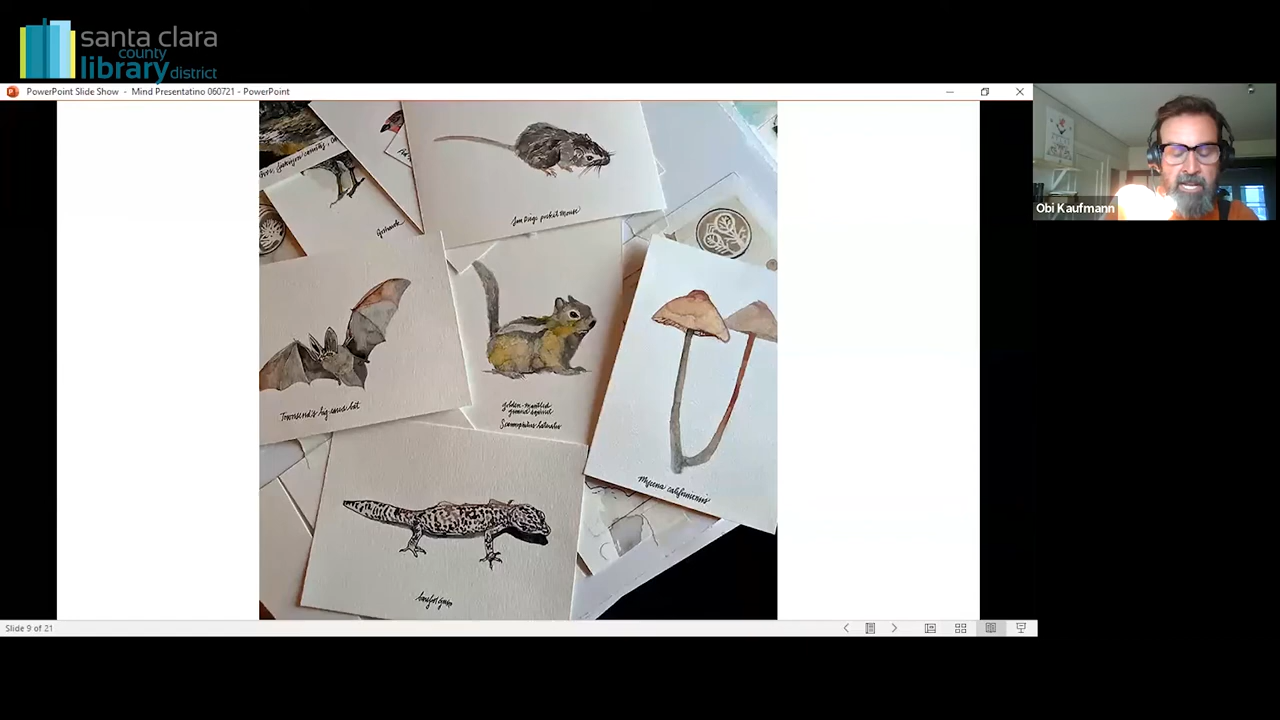 santa clara
county
library district
PowerPoint Slide Show - Mind Presentatino 060721 - PowerPoint
Obi Kaufmann
San Diego pocket mouse
Goshawk
Townsend's big-eared bat
golden-mantled
ground squirrel
Mycena californiensis
Slide 9 of 21